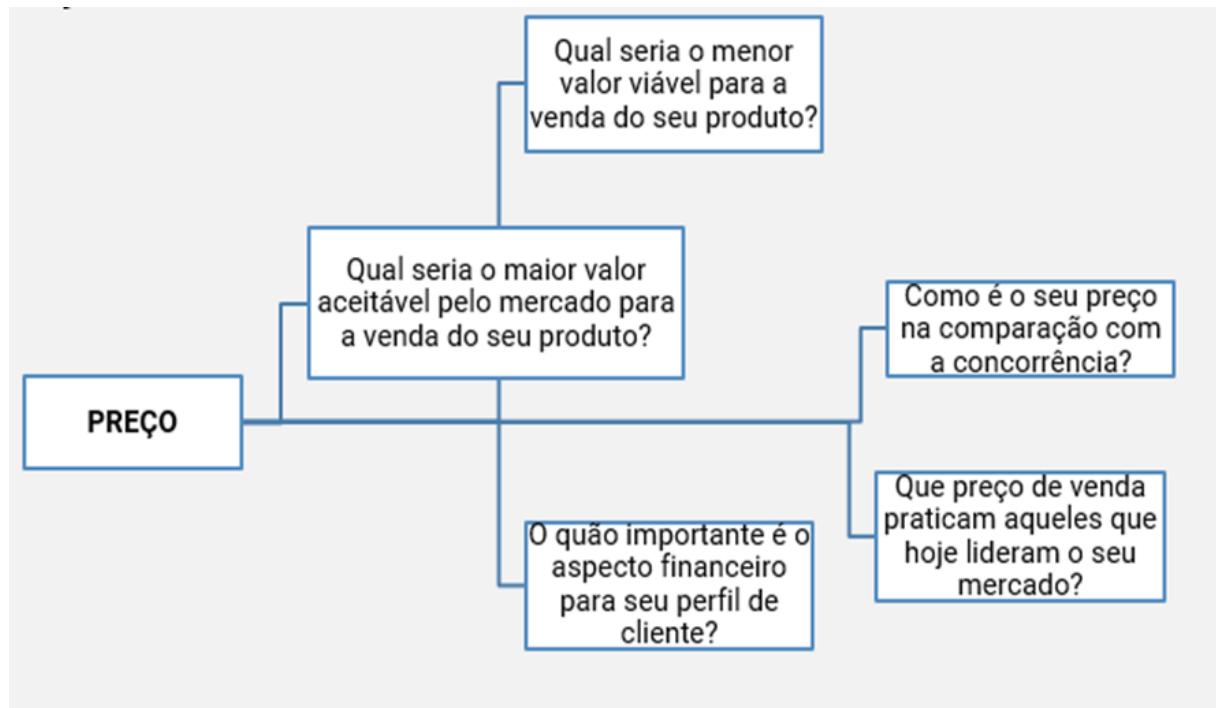 Qual seria o menor
valor viável para a
venda do seu produto?
Qual seria o maior valor
aceitável pelo mercado para
a venda do seu produto?
Como é o seu preço
na comparação com
a concorrência?
PREÇO
Que preço de venda
praticam aqueles que
hoje lideram o seu
mercado?
O quão importante é o
aspecto financeiro
para seu perfil de
cliente?